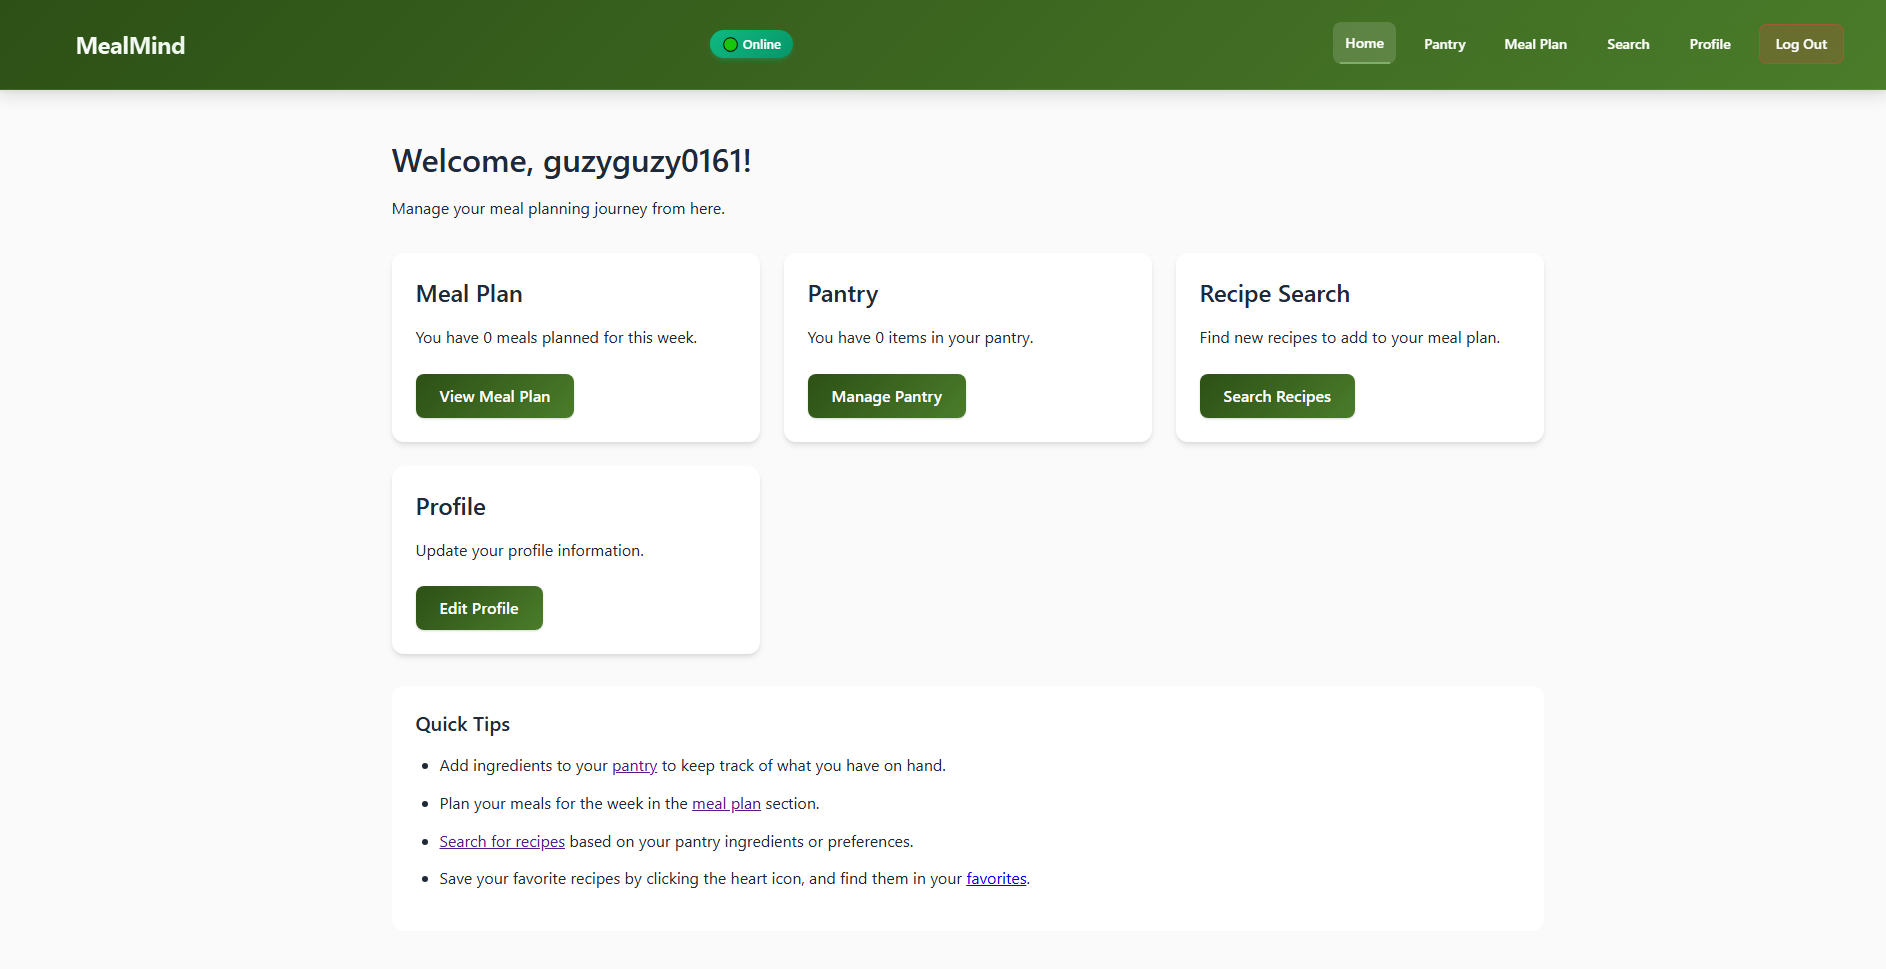 MealMind
Online
Home
Pantry
Meal Plan
Search
Profile
Log Out
Welcome, guzyguzy0161!
Manage your meal planning journey from here.
Meal Plan
You have 0 meals planned for this week.
View Meal Plan
Pantry
You have 0 items in your pantry.
Manage Pantry
Recipe Search
Find new recipes to add to your meal plan.
Search Recipes
Profile
Update your profile information.
Edit Profile
Quick Tips
Add ingredients to your pantry to keep track of what you have on hand.
Plan your meals for the week in the meal plan section.
Search for recipes based on your pantry ingredients or preferences.
Save your favorite recipes by clicking the heart icon, and find them in your favorites.